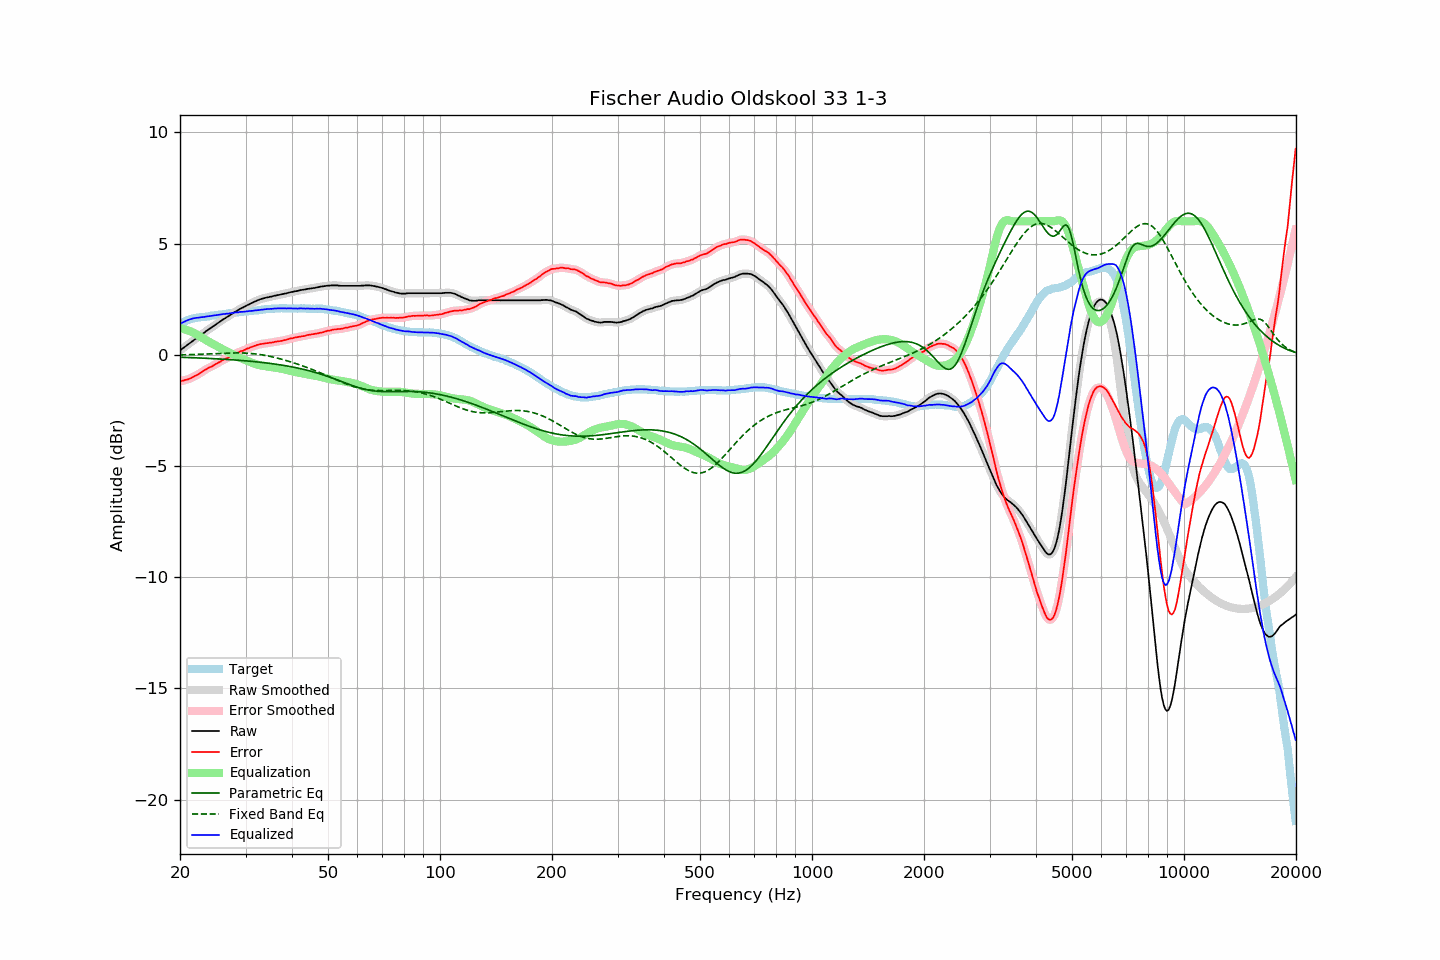 Fischer Audio Oldskool 33 1-3
10
5
0
−5
−10
−15
−20
Amplitude (dBr)
Target
Raw Smoothed
Error Smoothed
Raw
Error
Equalization
Parametric Eq
Fixed Band Eq
Equalized
20 50 100 200 500 1000 2000 5000 10000 20000
Frequency (Hz)